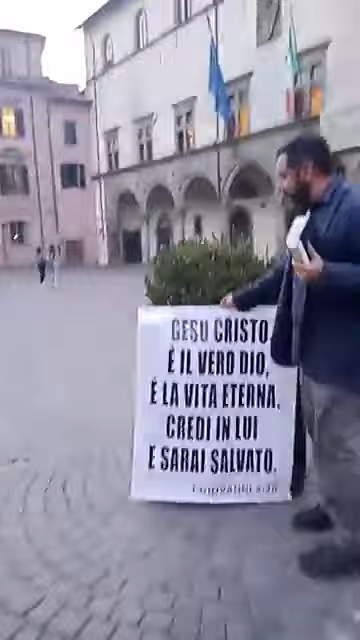 GESU CRISTO
É IL VERO DIO,
É LA VITA ETERNA,
CREDI IN LUI
E SARAI SALVATO.